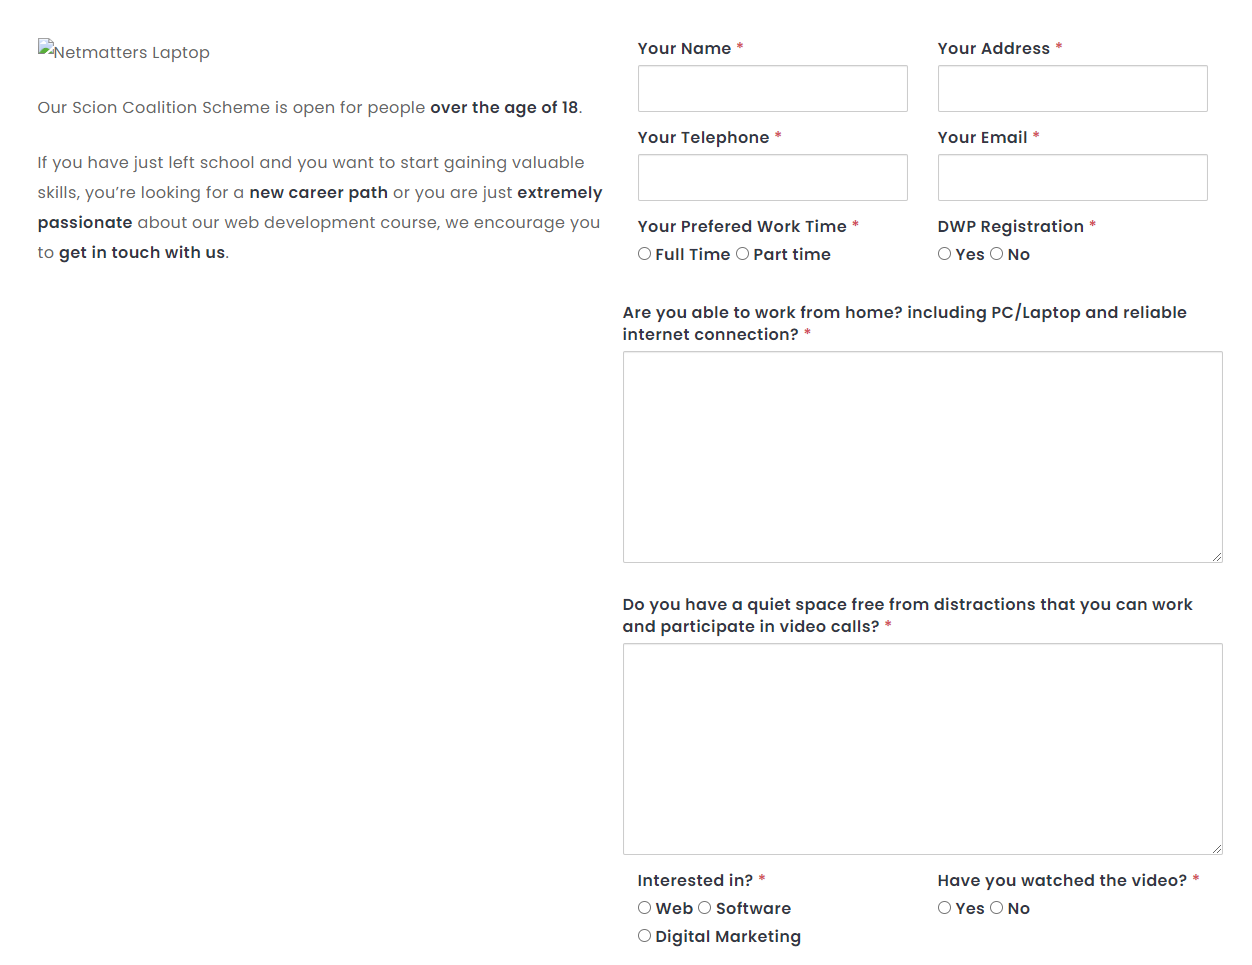 Netmatters Laptop
Our Scion Coalition Scheme is open for people over the age of 18.
If you have just left school and you want to start gaining valuable
skills, you’re looking for a new career path or you are just extremely
passionate about our web development course, we encourage you
to get in touch with us.
Your Name *
Your Address *
Your Telephone *
Your Email *
Your Prefered Work Time *
Full Time Part time
DWP Registration *
Yes No
Are you able to work from home? including PC/Laptop and reliable
internet connection? *
Do you have a quiet space free from distractions that you can work
and participate in video calls? *
Interested in? *
Web Software
Digital Marketing
Have you watched the video? *
Yes No